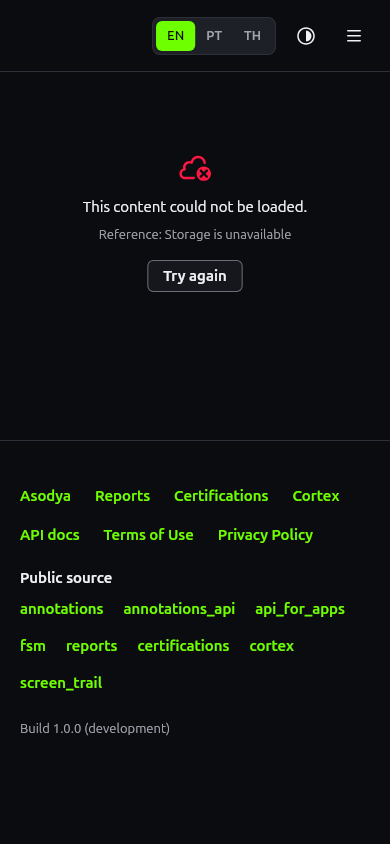 EN PT TH
This content could not be loaded.
Reference: Storage is unavailable
Try again
Asodya Reports Certifications Cortex
API docs Terms of Use Privacy Policy
Public source
annotations annotations_api api_for_apps
fsm reports certifications cortex
screen_trail
Build 1.0.0 (development)